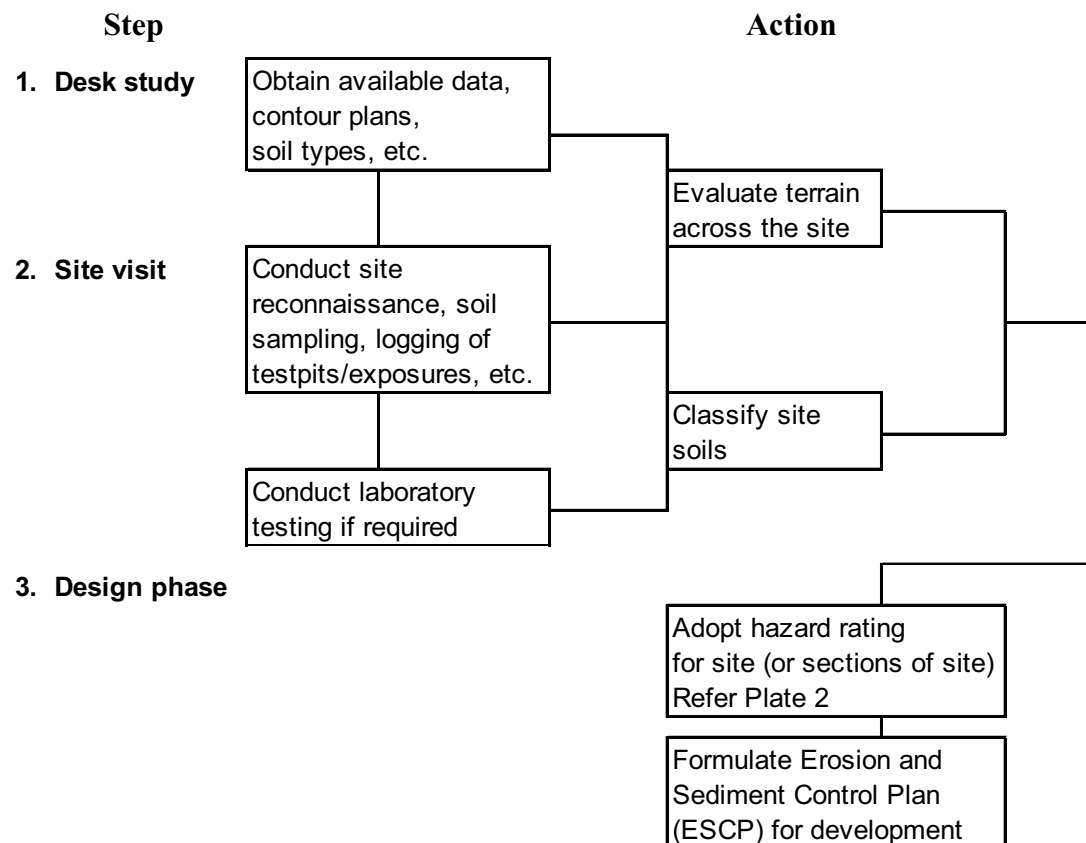 Step
Action
1. Desk study
Obtain available data,
contour plans,
soil types, etc.
Evaluate terrain
across the site
2. Site visit
Conduct site
reconnaissance, soil
sampling, logging of
testpits/exposures, etc.
Classify site
soils
Conduct laboratory
testing if required
3. Design phase
Adopt hazard rating
for site (or sections of site)
Refer Plate 2
Formulate Erosion and
Sediment Control Plan
(ESCP) for development